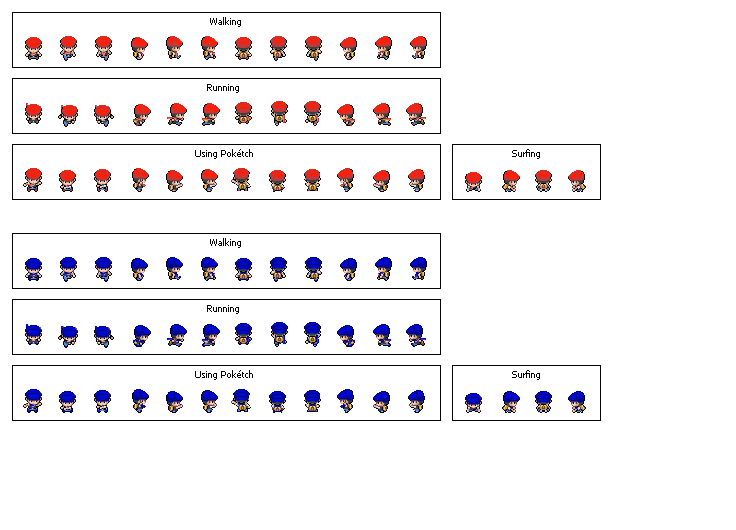 Walking
Running
Using Pokétch
Surfing
Walking
Running
Using Pokétch
Surfing